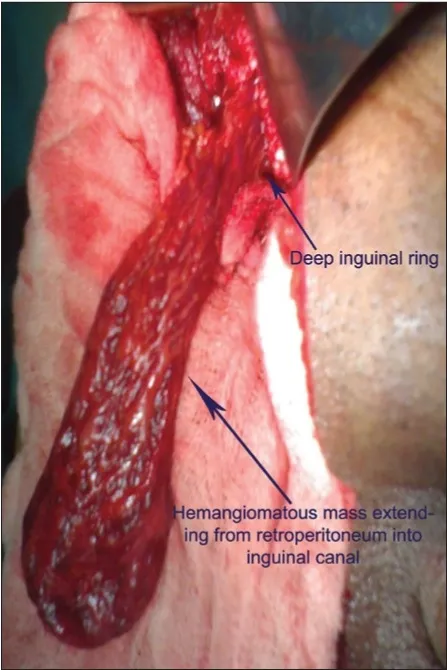 Deep inguinal ring
Hemangiomatous mass extend-
ing from retroperitoneum into
inguinal canal